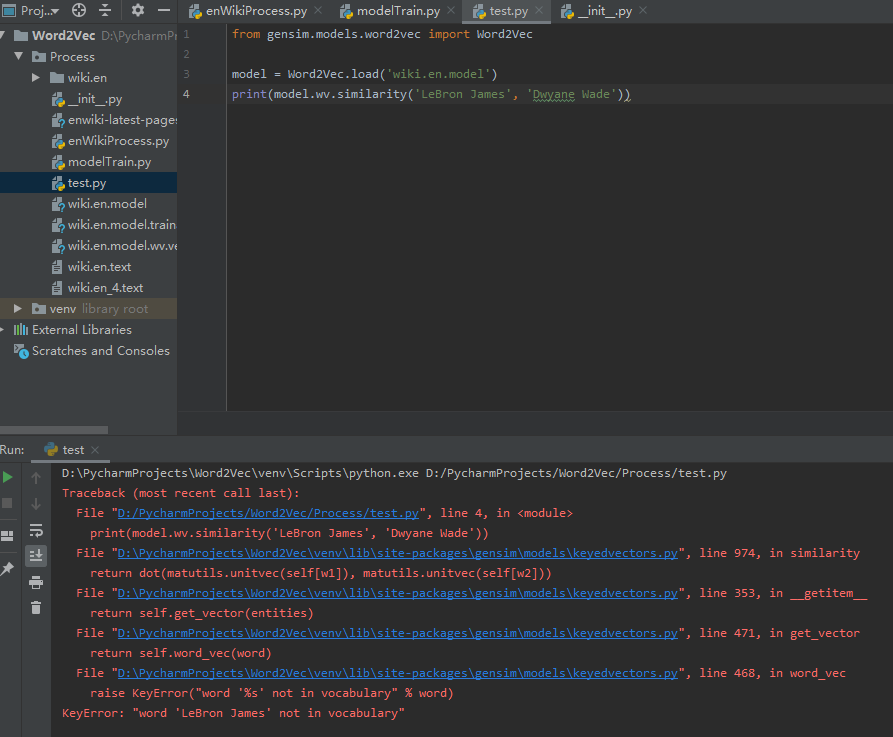 Proj...
enWikiProcess.py
modelTrain.py
test.py
__init__.py
Word2Vec D:\PycharmPr
Process
wiki.en
__init__.py
enwiki-latest-pages
enWikiProcess.py
modelTrain.py
test.py
wiki.en.model
wiki.en.model.train
wiki.en.model.wv.ve
wiki.en.text
wiki.en_4.text
venv library root
External Libraries
Scratches and Consoles
1 from gensim.models.word2vec import Word2Vec
2
3 model = Word2Vec.load('wiki.en.model')
4 print(model.wv.similarity('LeBron James', 'Dwyane Wade'))
Run: test
D:\PycharmProjects\Word2Vec\venv\Scripts\python.exe D:/PycharmProjects/Word2Vec/Process/test.py
Traceback (most recent call last):
File "D:/PycharmProjects/Word2Vec/Process/test.py", line 4, in <module>
print(model.wv.similarity('LeBron James', 'Dwyane Wade'))
File "D:\PycharmProjects\Word2Vec\venv\lib\site-packages\gensim\models\keyedvectors.py", line 974, in similarity
return dot(matutils.unitvec(self[w1]), matutils.unitvec(self[w2]))
File "D:\PycharmProjects\Word2Vec\venv\lib\site-packages\gensim\models\keyedvectors.py", line 353, in __getitem__
return self.get_vector(entities)
File "D:\PycharmProjects\Word2Vec\venv\lib\site-packages\gensim\models\keyedvectors.py", line 471, in get_vector
return self.word_vec(word)
File "D:\PycharmProjects\Word2Vec\venv\lib\site-packages\gensim\models\keyedvectors.py", line 468, in word_vec
raise KeyError("word '%s' not in vocabulary" % word)
KeyError: "word 'LeBron James' not in vocabulary"